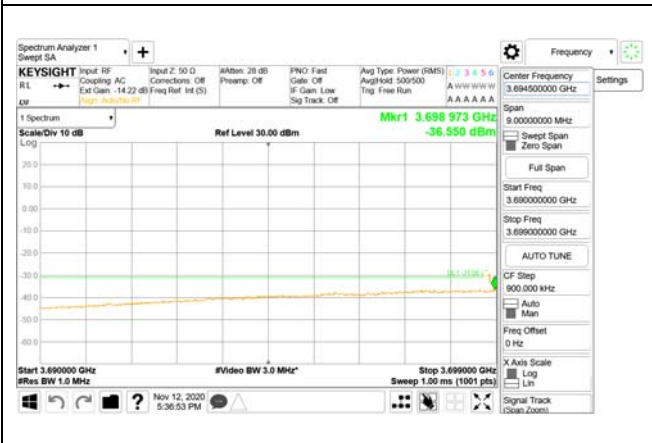 Spectrum Analyzer 1
Swept SA
Frequency
KEYSIGHT
RL
Input: RF
Coupling: AC
Ext Gain: -14.22 dB
Align: Auto/No RF
Input Z: 50 Ω
Corrections: Off
Freq Ref: Int (S)
#Atten: 28 dB
Preamp: Off
PNO: Fast
Gate: Off
IF Gain: Low
Sig Track: Off
Avg Type: Power (RMS)
Avg|Hold: 500/500
Trig: Free Run
1 2 3 4 5 6
A W W W W W
A A A A A A
1 Spectrum
Scale/Div 10 dB
Ref Level 30.00 dBm
Mkr1 3.698 973 GHz
-36.550 dBm
Log
20.0
10.0
0.00
-10.0
-20.0
-30.0
-40.0
-50.0
-60.0
Start 3.690000 GHz
#Res BW 1.0 MHz
#Video BW 3.0 MHz*
Stop 3.699000 GHz
Sweep 1.00 ms (1001 pts)
Nov 12, 2020
5:36:53 PM
Center Frequency
3.694500000 GHz
Settings
Span
9.00000000 MHz
Swept Span
Zero Span
Full Span
Start Freq
3.690000000 GHz
Stop Freq
3.699000000 GHz
AUTO TUNE
CF Step
900.000 kHz
Auto
Man
Freq Offset
0 Hz
X Axis Scale
Log
Lin
Signal Track
(Span Zoom)